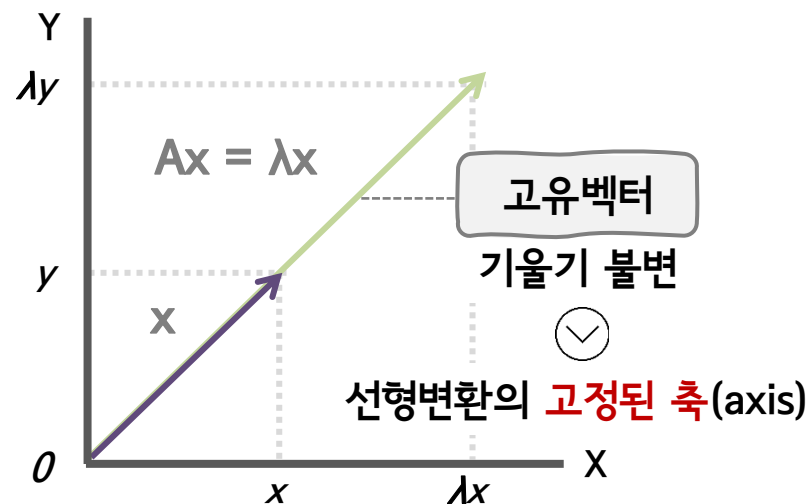 Y
λy
Ax = λx
고유벡터
y
기울기 불변
x
선형변환의 고정된 축(axis)
0
X
x
λx